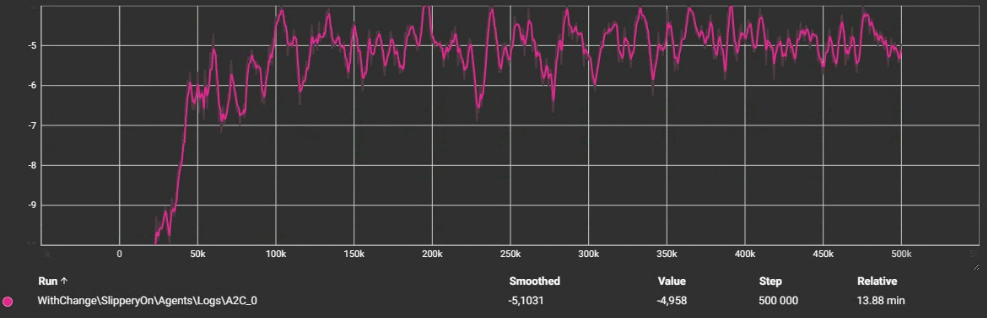 -5
-6
-7
-8
-9
0 50k 100k 150k 200k 250k 300k 350k 400k 450k 500k
Run ↑ Smoothed Value Step Relative
WithChange\SlipperyOn\Agents\Logs\A2C_0 -5,1031 -4,958 500 000 13.88 min